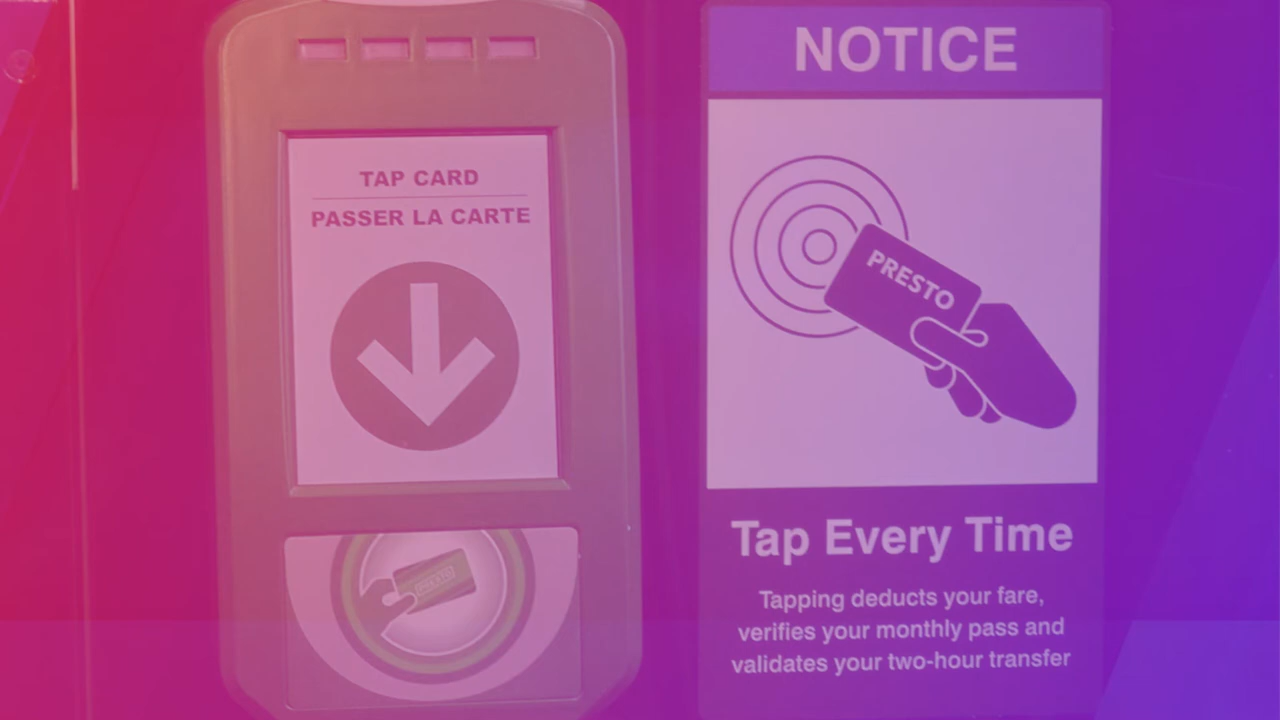 TAP CARD
PASSER LA CARTE
PRESTO
NOTICE
PRESTO
Tap Every Time
Tapping deducts your fare,
verifies your monthly pass and
validates your two-hour transfer